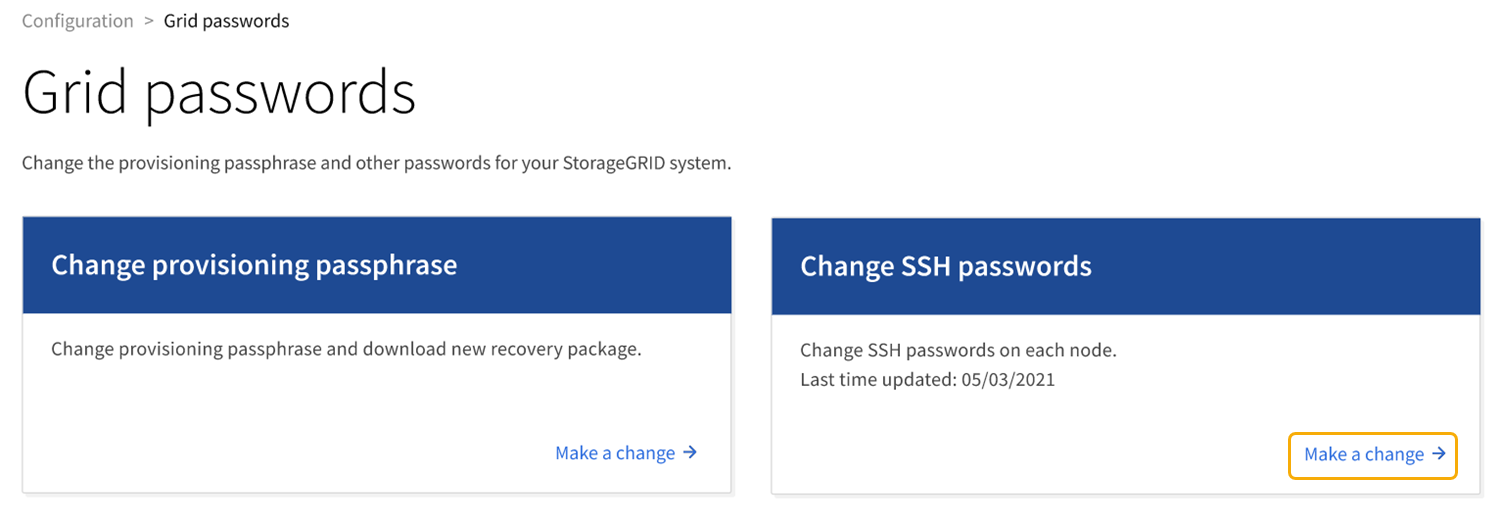 Configuration > Grid passwords
Grid passwords
Change the provisioning passphrase and other passwords for your StorageGRID system.
Change provisioning passphrase
Change provisioning passphrase and download new recovery package.
Make a change →
Change SSH passwords
Change SSH passwords on each node.
Last time updated: 05/03/2021
Make a change →